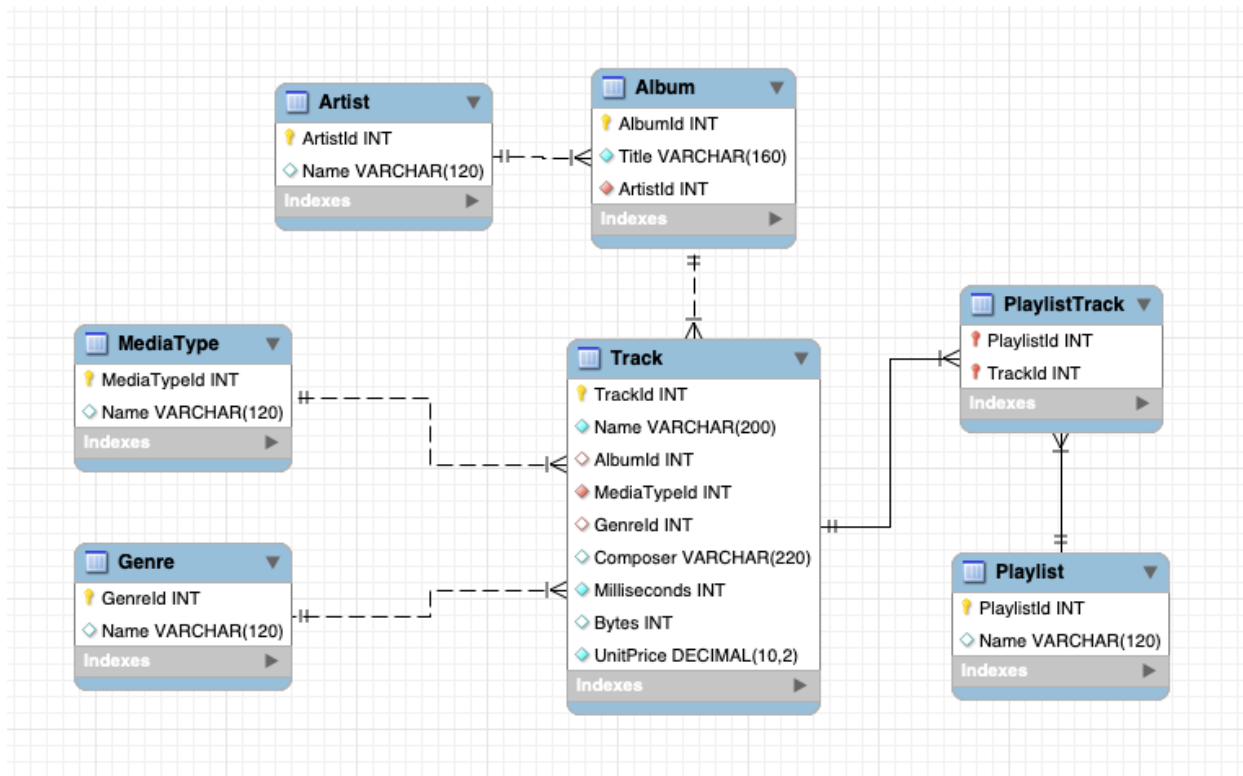 Artist
ArtistId INT
Name VARCHAR(120)
Indexes
Album
AlbumId INT
Title VARCHAR(160)
ArtistId INT
Indexes
MediaType
MediaTypeId INT
Name VARCHAR(120)
Indexes
Genre
GenreId INT
Name VARCHAR(120)
Indexes
Track
TrackId INT
Name VARCHAR(200)
AlbumId INT
MediaTypeId INT
GenreId INT
Composer VARCHAR(220)
Milliseconds INT
Bytes INT
UnitPrice DECIMAL(10,2)
Indexes
PlaylistTrack
PlaylistId INT
TrackId INT
Indexes
Playlist
PlaylistId INT
Name VARCHAR(120)
Indexes